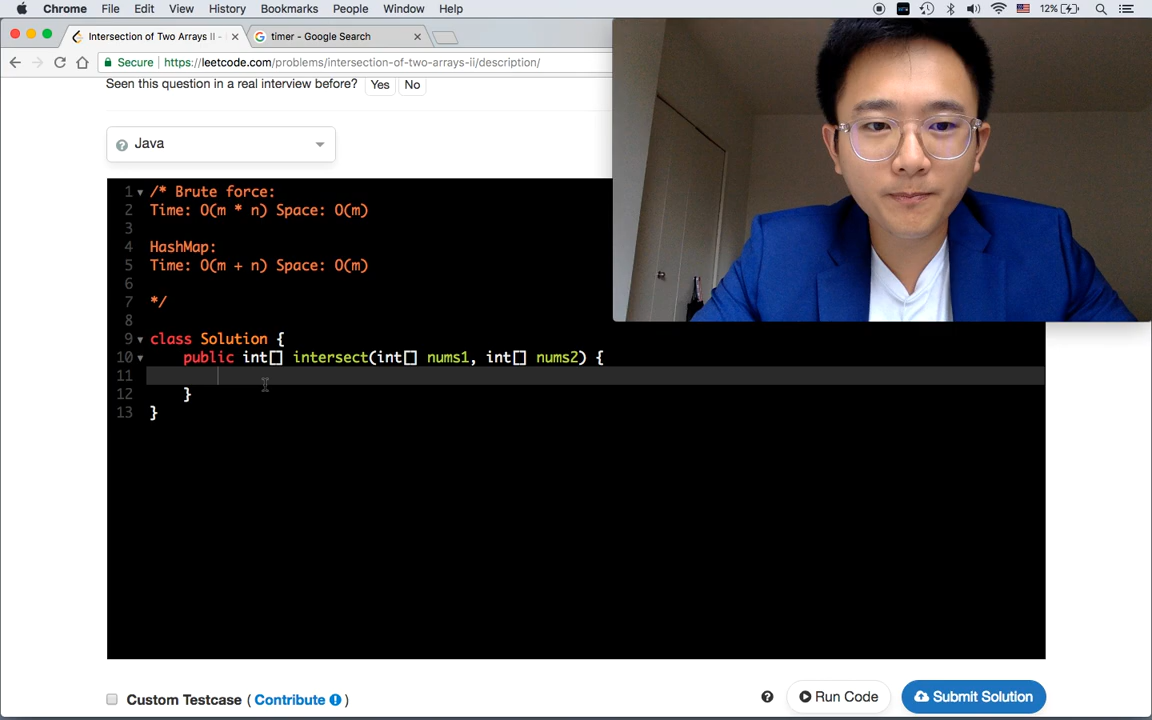 Chrome File Edit View History Bookmarks People Window Help 12%
Intersection of Two Arrays II - timer - Google Search
Secure https://leetcode.com/problems/intersection-of-two-arrays-ii/description/
Seen this question in a real interview before? Yes No
? Java
1 /* Brute force:
2 Time: O(m * n) Space: O(m)
3
4 HashMap:
5 Time: O(m + n) Space: O(m)
6
7 */
8
9 class Solution {
10 public int[] intersect(int[] nums1, int[] nums2) {
11
12 }
13 }
Custom Testcase ( Contribute ! ) ? Run Code Submit Solution